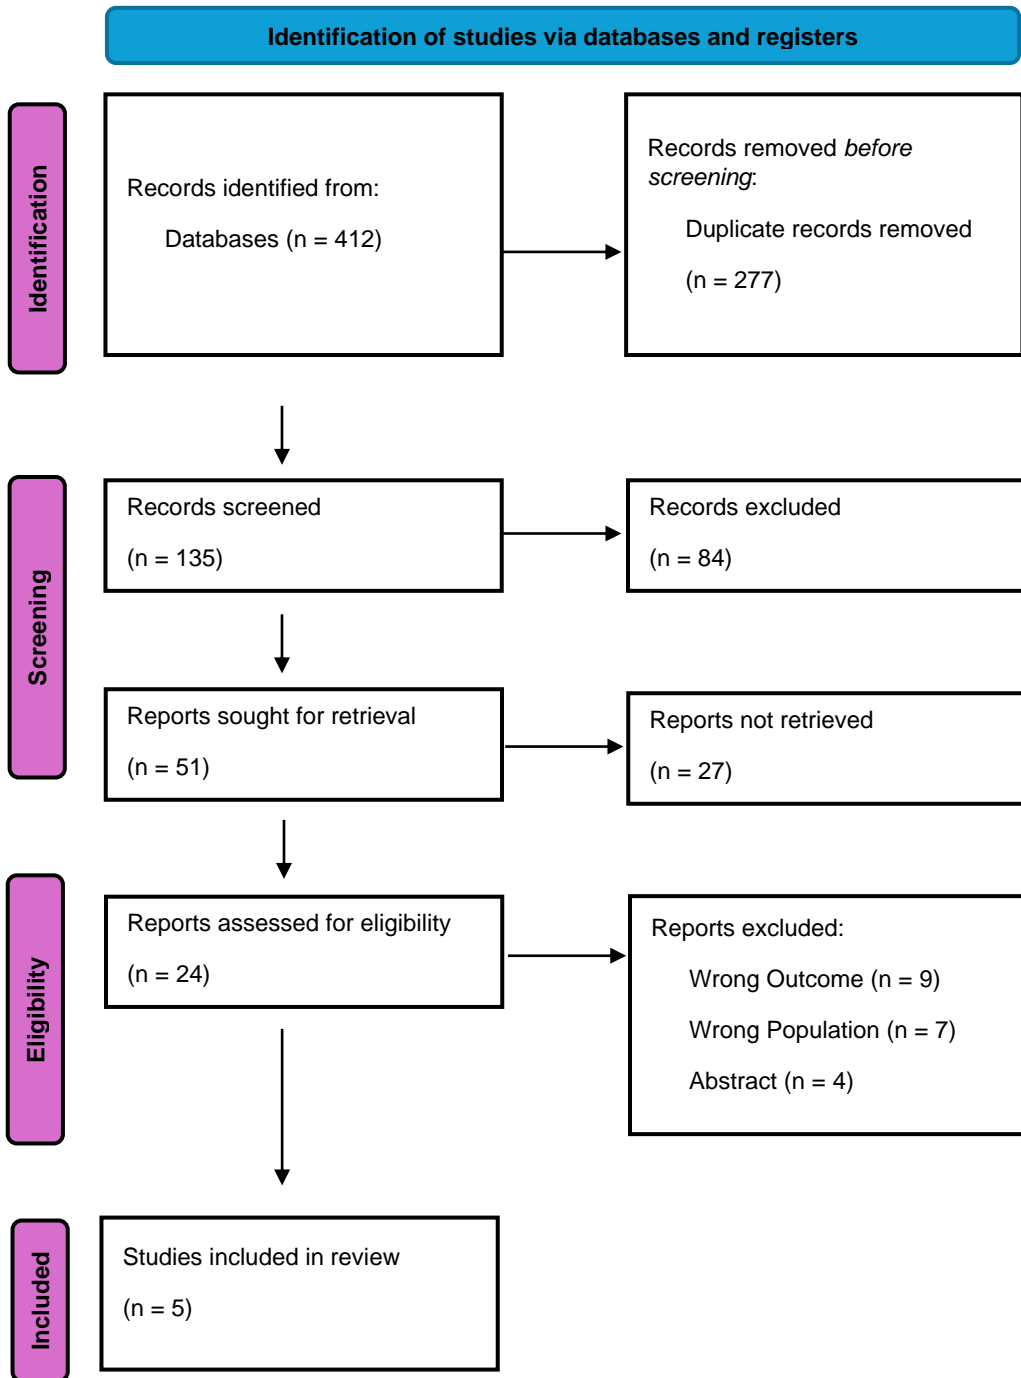 Identification of studies via databases and registers
Identification
Records identified from:
Databases (n = 412)
Records removed before
screening:
Duplicate records removed
(n = 277)
Screening
Records screened
(n = 135)
Records excluded
(n = 84)
Reports sought for retrieval
(n = 51)
Reports not retrieved
(n = 27)
Eligibility
Reports assessed for eligibility
(n = 24)
Reports excluded:
Wrong Outcome (n = 9)
Wrong Population (n = 7)
Abstract (n = 4)
Included
Studies included in review
(n = 5)